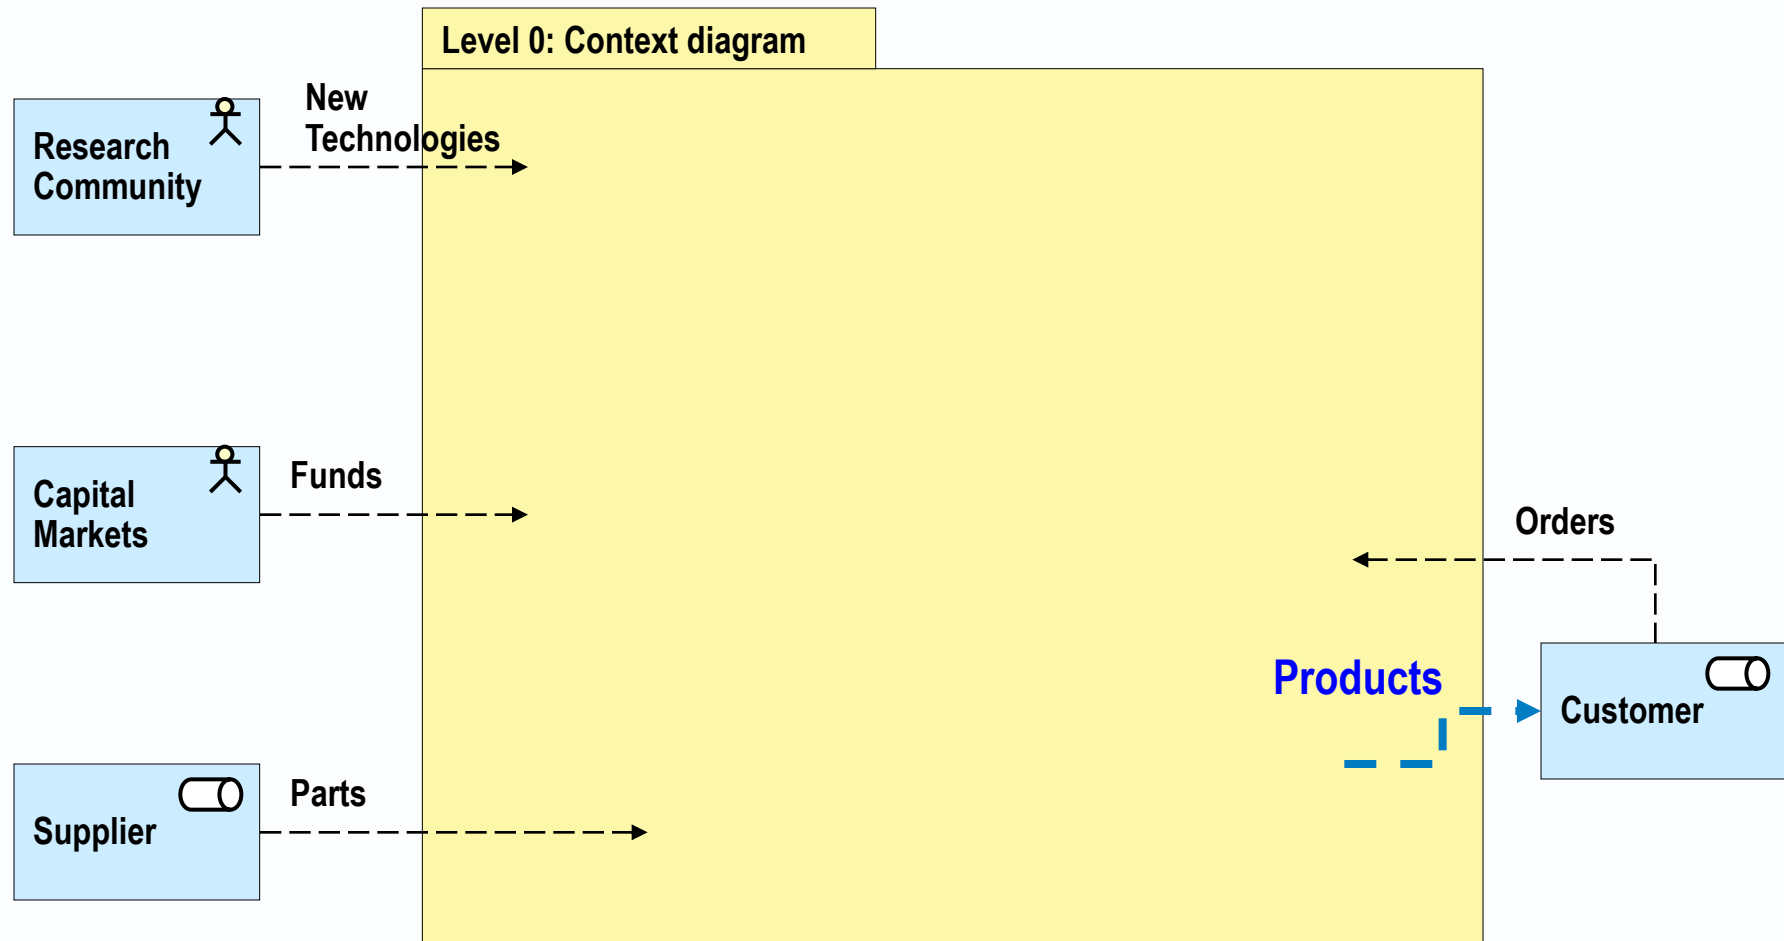 Level 0: Context diagram
New
Technologies
Research
Community
Funds
Capital
Markets
Orders
Products
Customer
Parts
Supplier